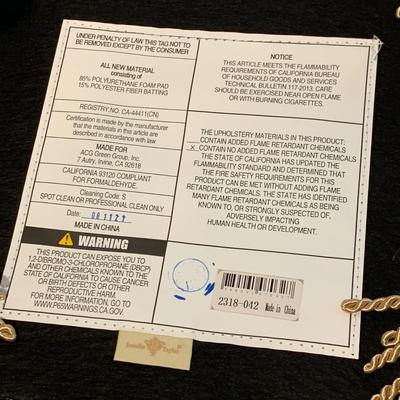 UNDER PENALTY OF LAW THIS TAG NOT TO
BE REMOVED EXCEPT BY THE CONSUMER
ALL NEW MATERIAL
consisting of
85% POLYURETHANE FOAM PAD
15% POLYESTER FIBER BATTING
REGISTRY.NO. CA-44411(CN)
Certification is made by the manufacturer
that the materials in this article are
described in accordance with law
MADE FOR
ACG Green Group, Inc.
7 Autry, Irvine, CA 92618
CALIFORNIA 93120 COMPLIANT
FOR FORMALDEHYDE.
Cleaning Code: S
SPOT CLEAN OR PROFESSIONAL CLEAN ONLY
Date:
MADE IN CHINA
WARNING
THIS PRODUCT CAN EXPOSE YOU TO
1,2-DIBROMO-3-CHLOROPROPANE (DBCP)
AND OTHER CHEMICALS KNOWN TO THE
STATE OF CALIFORNIA TO CAUSE CANCER
OR BIRTH DEFECTS OR OTHER
REPRODUCTIVE HARM.
FOR MORE INFORMATION, GO TO
WWW.P65WARNINGS.CA.GOV.
NOTICE
THIS ARTICLE MEETS THE FLAMMABILITY
REQUIREMENTS OF CALIFORNIA BUREAU
OF HOUSEHOLD GOODS AND SERVICES
TECHNICAL BULLETIN 117-2013. CARE
SHOULD BE EXERCISED NEAR OPEN FLAME
OR WITH BURNING CIGARETTES.
THE UPHOLSTERY MATERIALS IN THIS PRODUCT:
CONTAIN ADDED FLAME RETARDANT CHEMICALS
X CONTAIN NO ADDED FLAME RETARDANT CHEMICALS
THE STATE OF CALIFORNIA HAS UPDATED THE
FLAMMABILITY STANDARD AND DETERMINED THAT
THE FIRE SAFETY REQUIREMENTS FOR THIS
PRODUCT CAN BE MET WITHOUT ADDING FLAME
RETARDANT CHEMICALS. THE STATE HAS IDENTIFIED
MANY FLAME RETARDANT CHEMICALS AS BEING
KNOWN TO, OR STRONGLY SUSPECTED OF,
ADVERSELY IMPACTING
HUMAN HEALTH OR DEVELOPMENT.
2318-042 Made in China
Jennifer Taylor